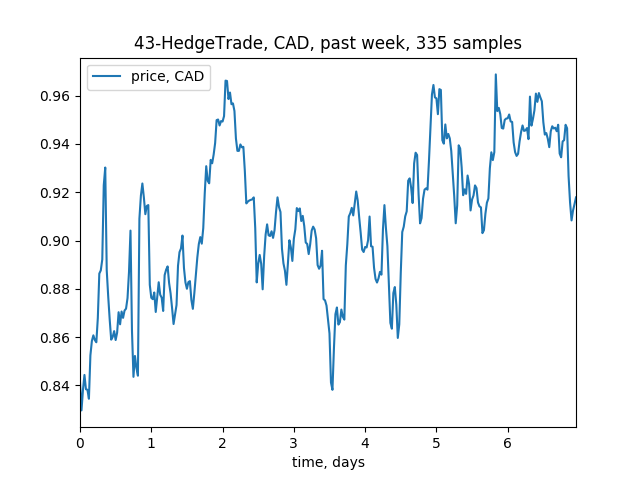 43-HedgeTrade, CAD, past week, 335 samples
price, CAD
0.96
0.94
0.92
0.90
0.88
0.86
0.84
0 1 2 3 4 5 6
time, days